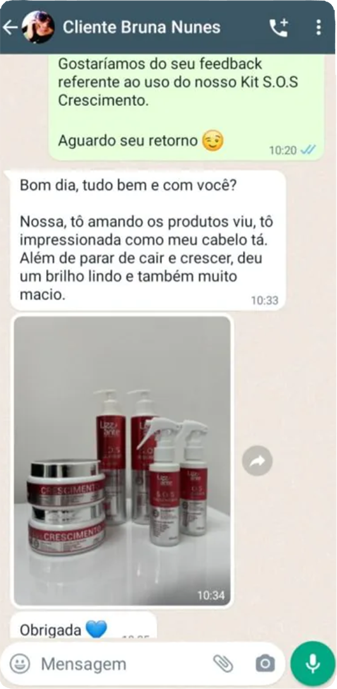 Cliente Bruna Nunes
Gostaríamos do seu feedback
referente ao uso do nosso Kit S.O.S
Crescimento.
Aguardo seu retorno 😉
10:20
Bom dia, tudo bem e com você?
Nossa, tô amando os produtos viu, tô
impressionada como meu cabelo tá.
Além de parar de cair e crescer, deu
um brilho lindo e também muito
macio.
10:33
S.O.S
CRESCIMENTO
CRESCIMENTO
10:34
Obrigada 💙
Mensagem